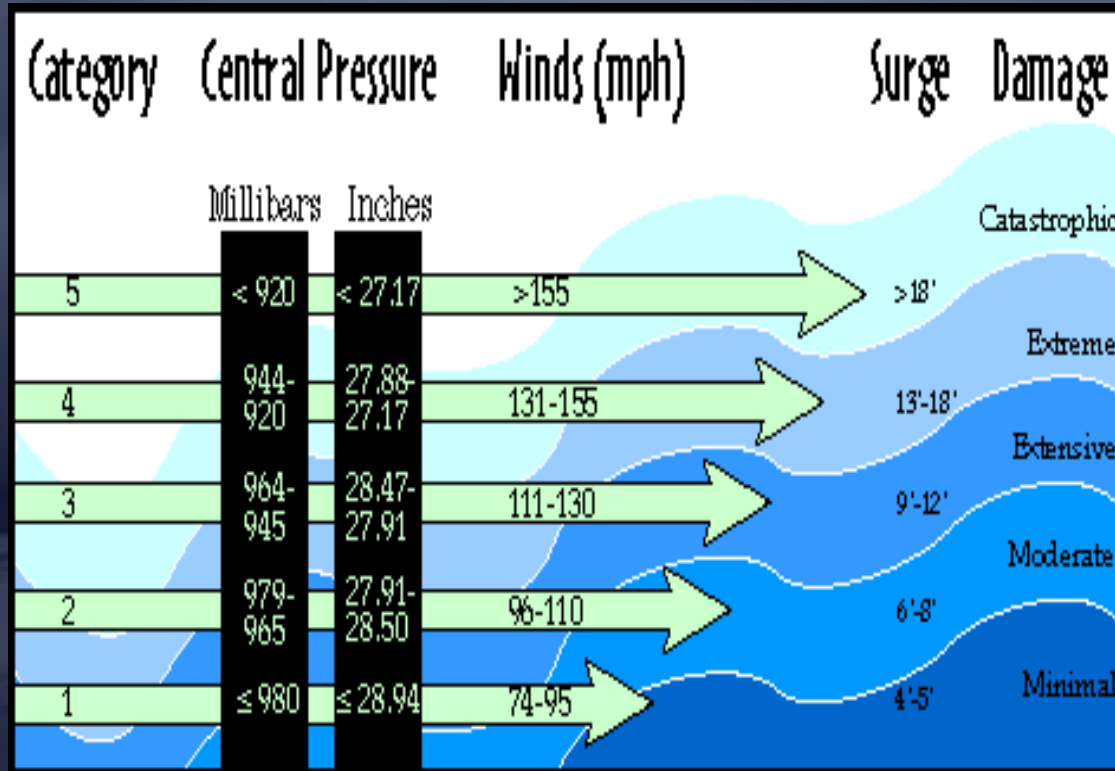 Category Central Pressure Winds (mph) Surge Damage
Millibars Inches
Catastrophic
5 < 920 < 27.17 >155 >18'
Extreme
4 944-920 27.88-27.17 131-155 13'-18'
Extensive
3 964-945 28.47-27.91 111-130 9'-12'
Moderate
2 979-965 27.91-28.50 96-110 6'-8'
Minimal
1 ≤ 980 ≤ 28.94 74-95 4'-5'